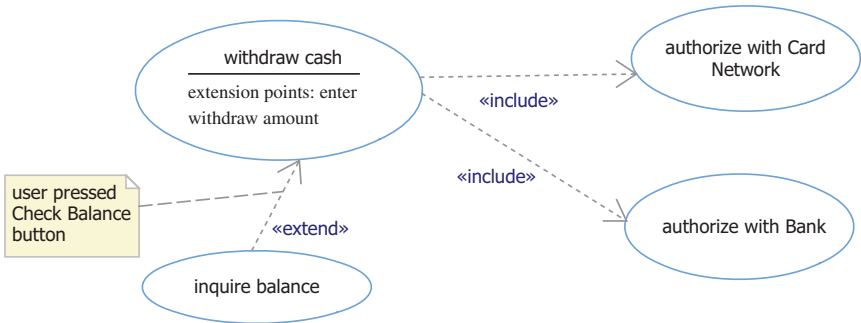 withdraw cash
extension points: enter
withdraw amount
authorize with Card
Network
«include»
«include»
user pressed
Check Balance
button
«extend»
authorize with Bank
inquire balance